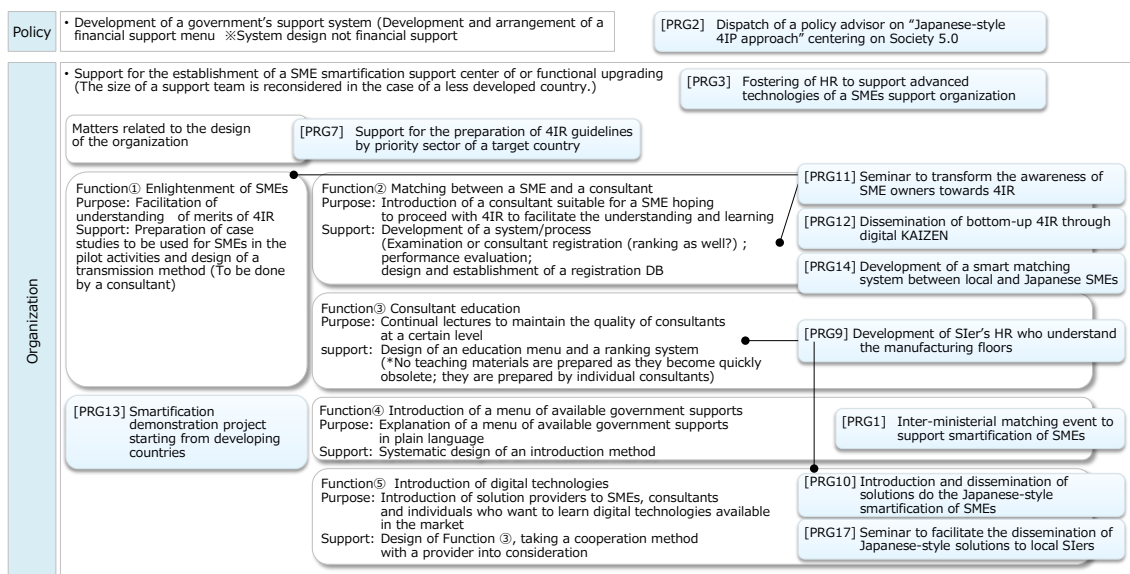 Policy
・Development of a government's support system (Development and arrangement of a
financial support menu ※System design not financial support
[PRG2] Dispatch of a policy advisor on "Japanese-style
4IP approach" centering on Society 5.0
Organization
・Support for the establishment of a SME smartification support center of or functional upgrading
(The size of a support team is reconsidered in the case of a less developed country.)
[PRG3] Fostering of HR to support advanced
technologies of a SMEs support organization
Matters related to the design
of the organization
[PRG7] Support for the preparation of 4IR guidelines
by priority sector of a target country
Function① Enlightenment of SMEs
Purpose: Facilitation of
understanding of merits of 4IR
Support: Preparation of case
studies to be used for SMEs in the
pilot activities and design of a
transmission method (To be done
by a consultant)
Function② Matching between a SME and a consultant
Purpose: Introduction of a consultant suitable for a SME hoping
to proceed with 4IR to facilitate the understanding and learning
Support: Development of a system/process
(Examination or consultant registration (ranking as well?) ;
performance evaluation;
design and establishment of a registration DB
[PRG11] Seminar to transform the awareness of
SME owners towards 4IR
[PRG12] Dissemination of bottom-up 4IR through
digital KAIZEN
[PRG14] Development of a smart matching
system between local and Japanese SMEs
Function③ Consultant education
Purpose: Continual lectures to maintain the quality of consultants
at a certain level
support: Design of an education menu and a ranking system
(*No teaching materials are prepared as they become quickly
obsolete; they are prepared by individual consultants)
[PRG9] Development of SIer's HR who understand
the manufacturing floors
[PRG13] Smartification
demonstration project
starting from developing
countries
Function④ Introduction of a menu of available government supports
Purpose: Explanation of a menu of available government supports
in plain language
Support: Systematic design of an introduction method
[PRG1] Inter-ministerial matching event to
support smartification of SMEs
Function⑤ Introduction of digital technologies
Purpose: Introduction of solution providers to SMEs, consultants
and individuals who want to learn digital technologies available
in the market
Support: Design of Function ③, taking a cooperation method
with a provider into consideration
[PRG10] Introduction and dissemination of
solutions do the Japanese-style
smartification of SMEs
[PRG17] Seminar to facilitate the dissemination of
Japanese-style solutions to local SIers